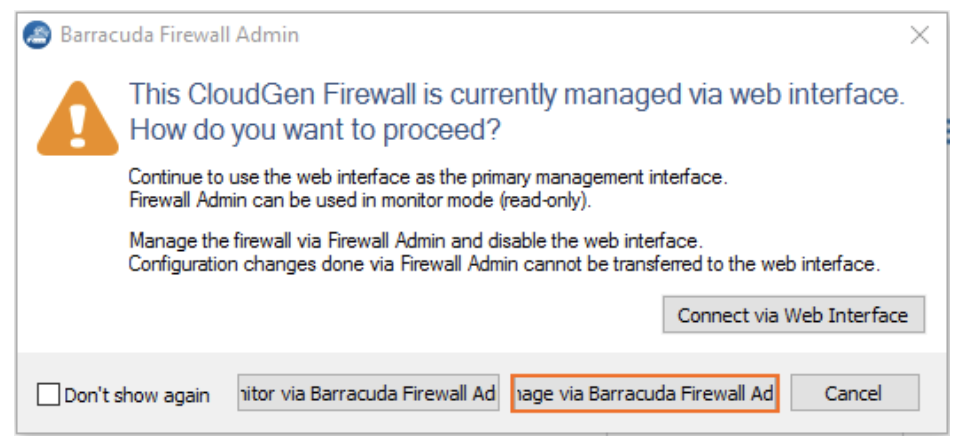 Barracuda Firewall Admin
This CloudGen Firewall is currently managed via web interface.
How do you want to proceed?
Continue to use the web interface as the primary management interface.
Firewall Admin can be used in monitor mode (read-only).
Manage the firewall via Firewall Admin and disable the web interface.
Configuration changes done via Firewall Admin cannot be transferred to the web interface.
Connect via Web Interface
Don't show again
nitor via Barracuda Firewall Ad
nage via Barracuda Firewall Ad
Cancel